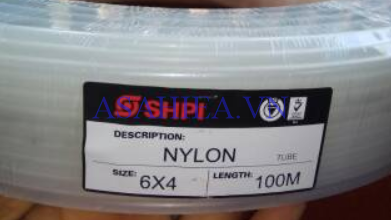 SHPI
DESCRIPTION:
NYLON TUBE
SIZE: 6X4 LENGTH: 100M